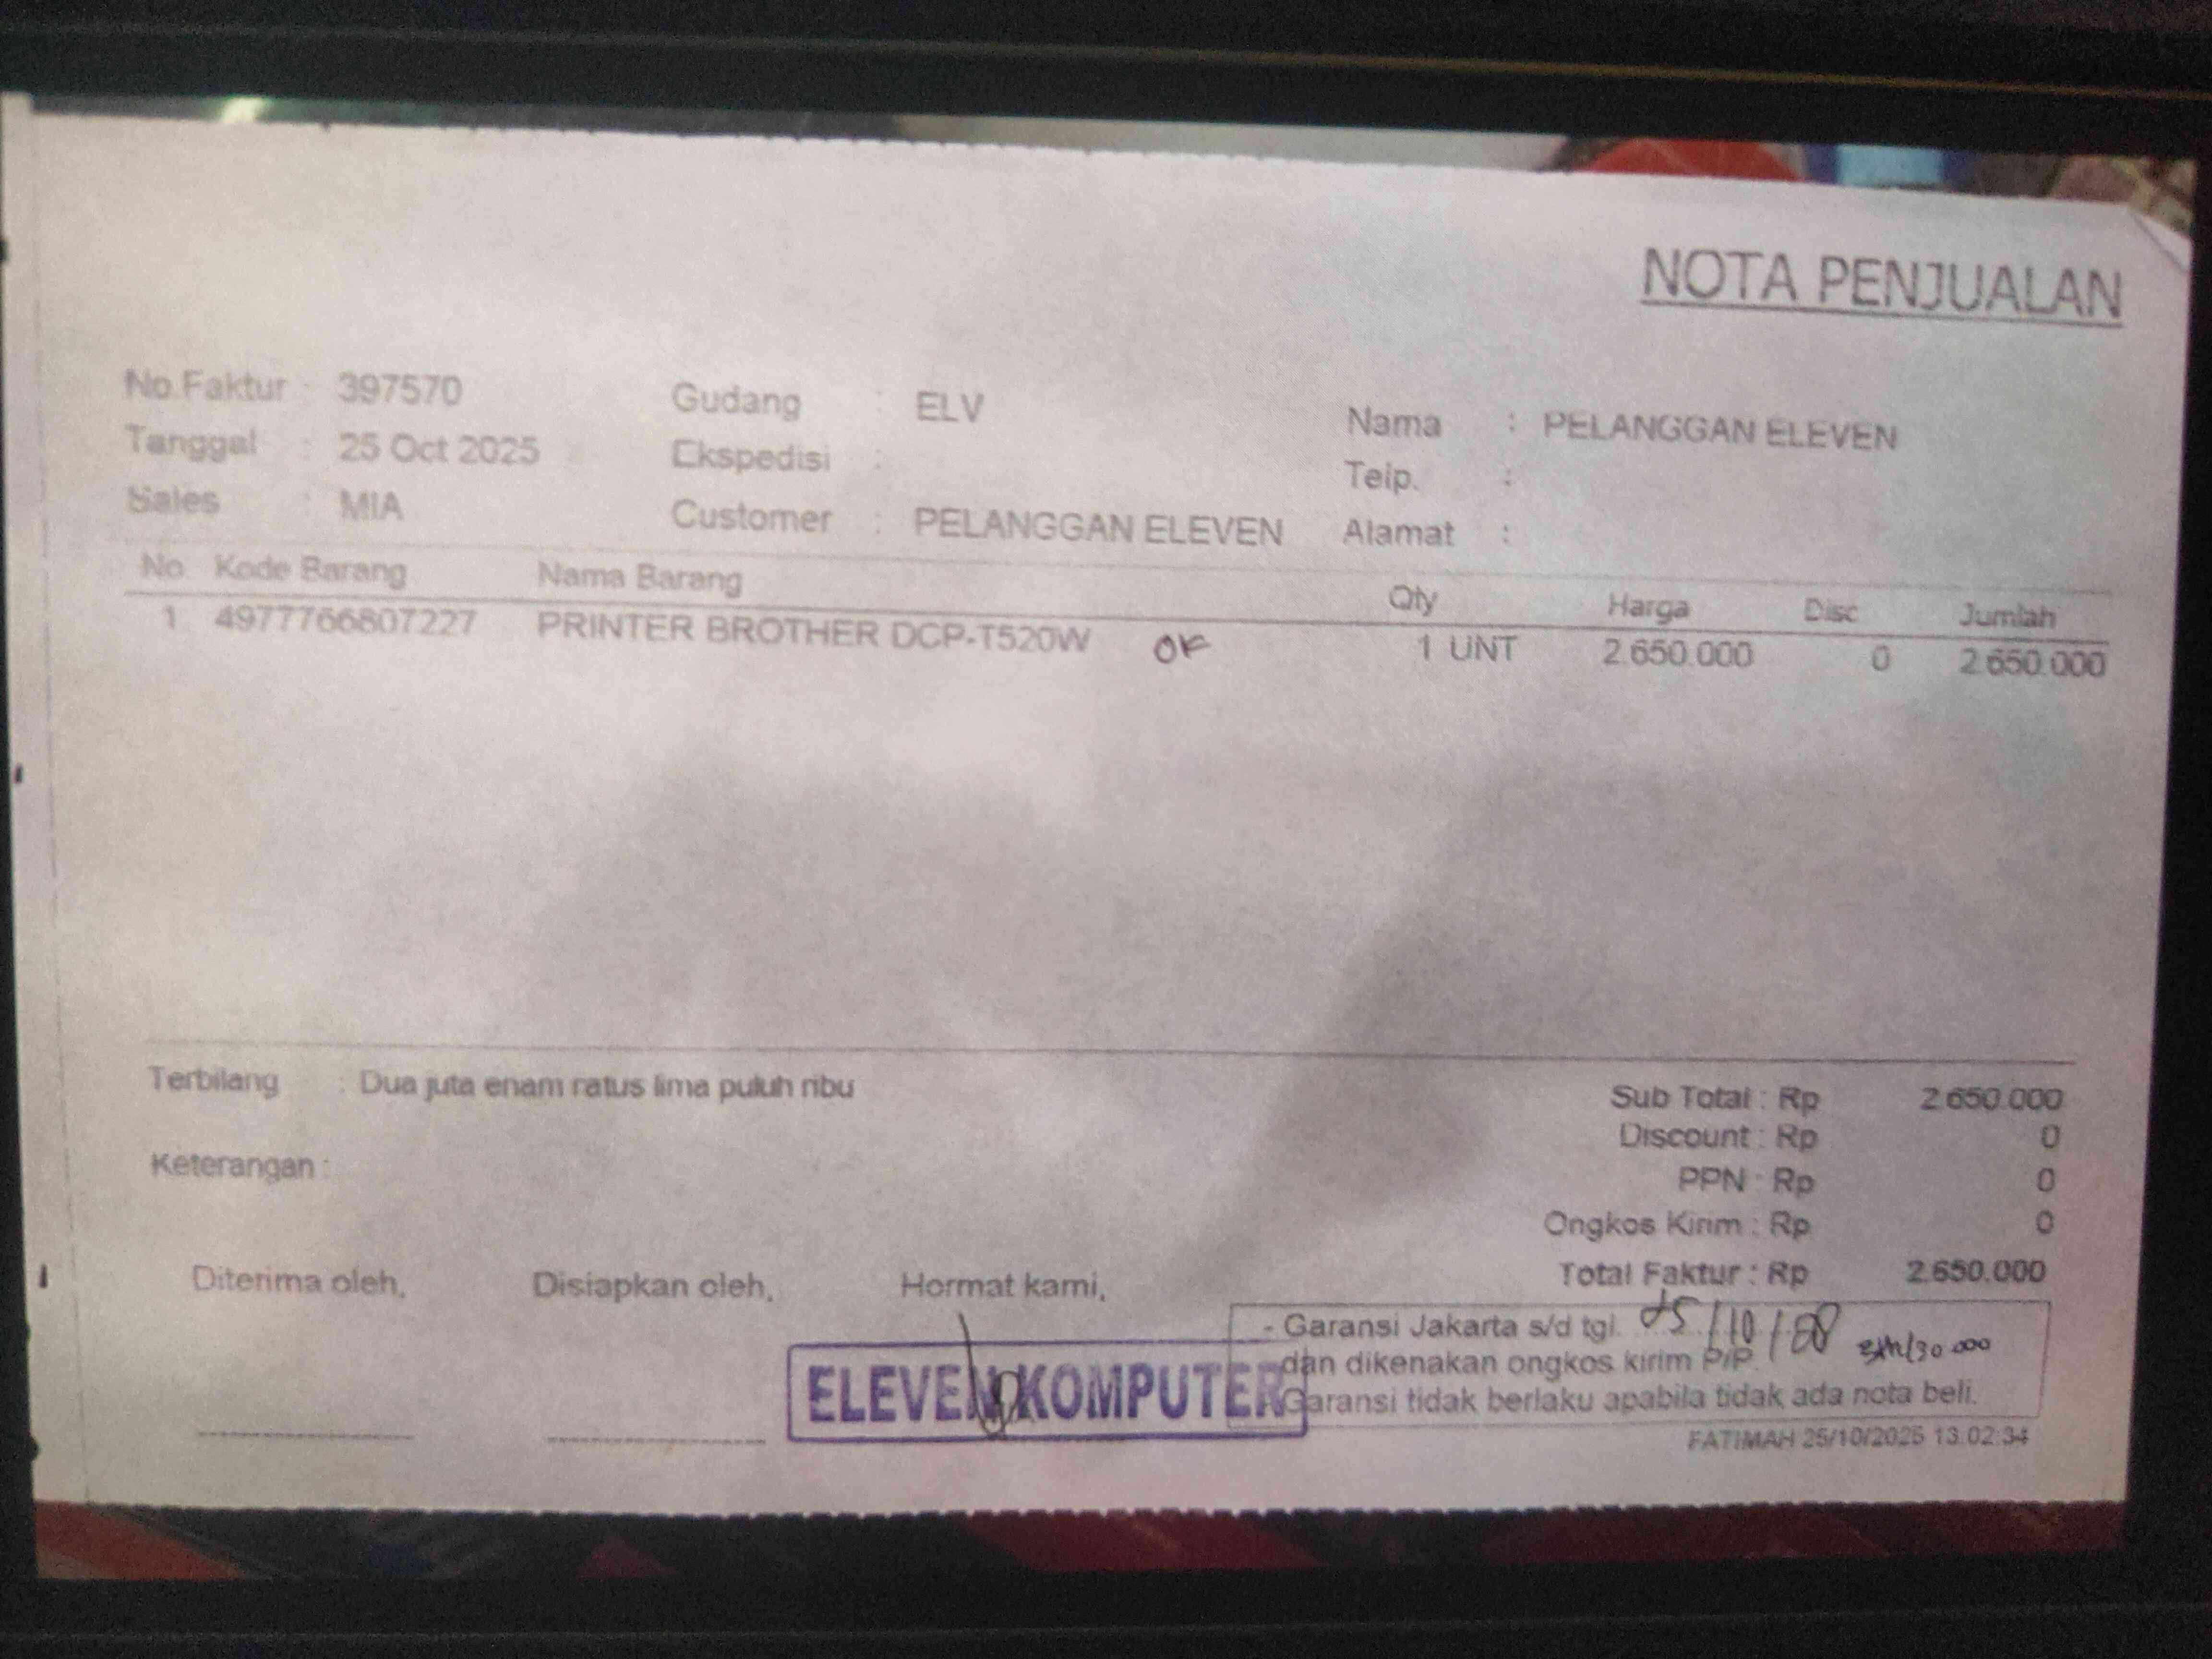 NOTA PENJUALAN
No.Faktur : 397570
Gudang : ELV
Nama : PELANGGAN ELEVEN
Tanggal : 25 Oct 2025
Ekspedisi :
Telp. :
Sales : MIA
Customer : PELANGGAN ELEVEN
Alamat :
No. Kode Barang Nama Barang Qty Harga Disc Jumlah
1 4977766807227 PRINTER BROTHER DCP-T520W OK 1 UNT 2.650.000 0 2.650.000
Terbilang : Dua juta enam ratus lima puluh ribu
Sub Total : Rp 2.650.000
Discount : Rp 0
Keterangan :
PPN : Rp 0
Ongkos Kirim : Rp 0
Total Faktur : Rp 2.650.000
Diterima oleh, Disiapkan oleh, Hormat kami,
- Garansi Jakarta s/d tgl.
dan dikenakan ongkos kirim P/P.
Garansi tidak berlaku apabila tidak ada nota beli.
ELEVEN KOMPUTER
FATIMAH 25/10/2025 13:02:34